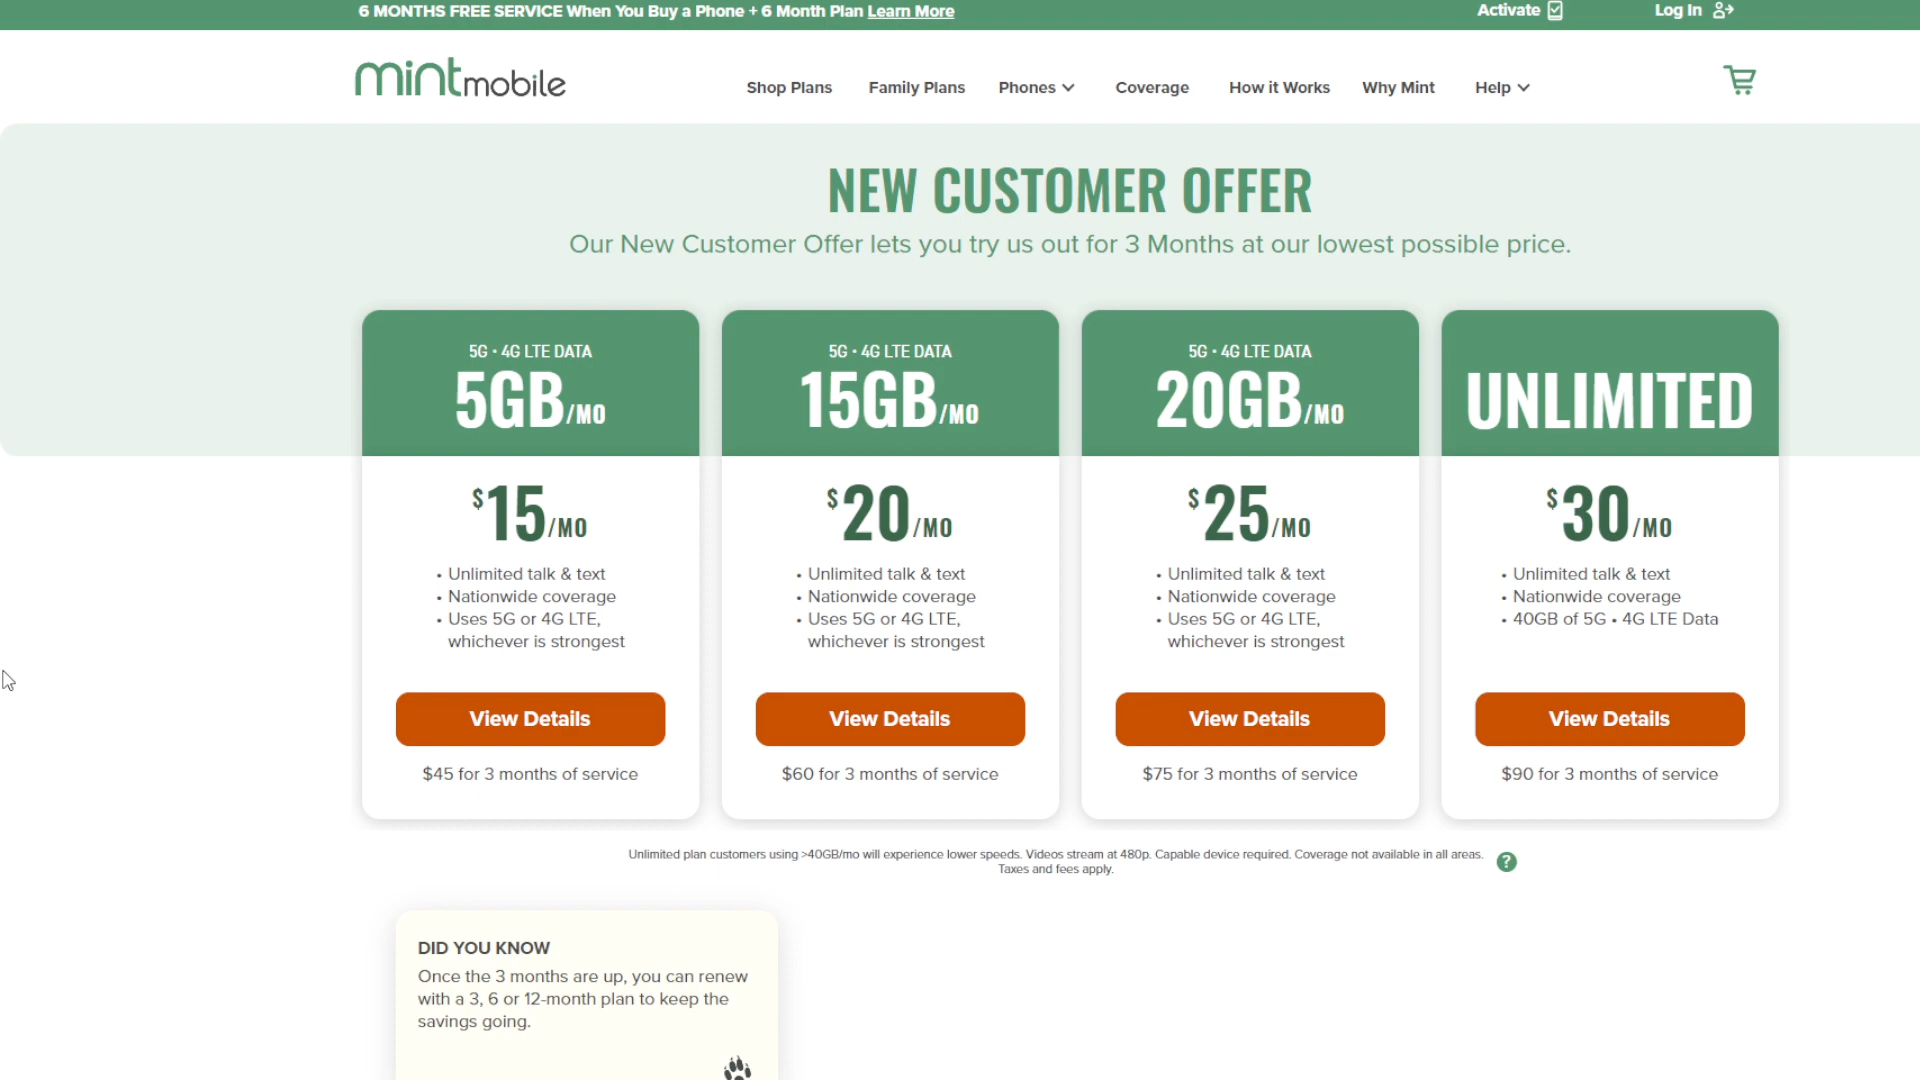 6 MONTHS FREE SERVICE When You Buy a Phone + 6 Month Plan Learn More
Activate
Log In
mintmobile
Shop Plans
Family Plans
Phones
Coverage
How it Works
Why Mint
Help
NEW CUSTOMER OFFER
Our New Customer Offer lets you try us out for 3 Months at our lowest possible price.
5G • 4G LTE DATA
5GB/MO
$15/MO
• Unlimited talk & text
• Nationwide coverage
• Uses 5G or 4G LTE,
whichever is strongest
View Details
$45 for 3 months of service
5G • 4G LTE DATA
15GB/MO
$20/MO
• Unlimited talk & text
• Nationwide coverage
• Uses 5G or 4G LTE,
whichever is strongest
View Details
$60 for 3 months of service
5G • 4G LTE DATA
20GB/MO
$25/MO
• Unlimited talk & text
• Nationwide coverage
• Uses 5G or 4G LTE,
whichever is strongest
View Details
$75 for 3 months of service
UNLIMITED
$30/MO
• Unlimited talk & text
• Nationwide coverage
• 40GB of 5G • 4G LTE Data
View Details
$90 for 3 months of service
Unlimited plan customers using >40GB/mo will experience lower speeds. Videos stream at 480p. Capable device required. Coverage not available in all areas.
Taxes and fees apply.
?
DID YOU KNOW
Once the 3 months are up, you can renew
with a 3, 6 or 12-month plan to keep the
savings going.